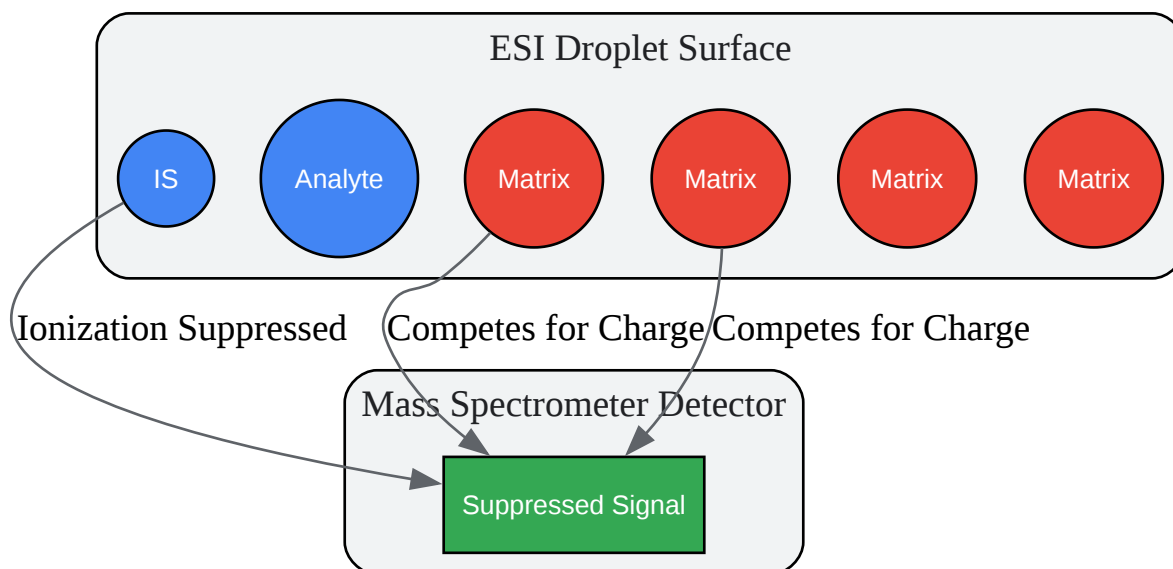 ESI Droplet Surface
IS
Analyte
Matrix
Matrix
Matrix
Matrix
Ionization Suppressed
Competes for Charge
Competes for Charge
Mass Spectrometer Detector
Suppressed Signal